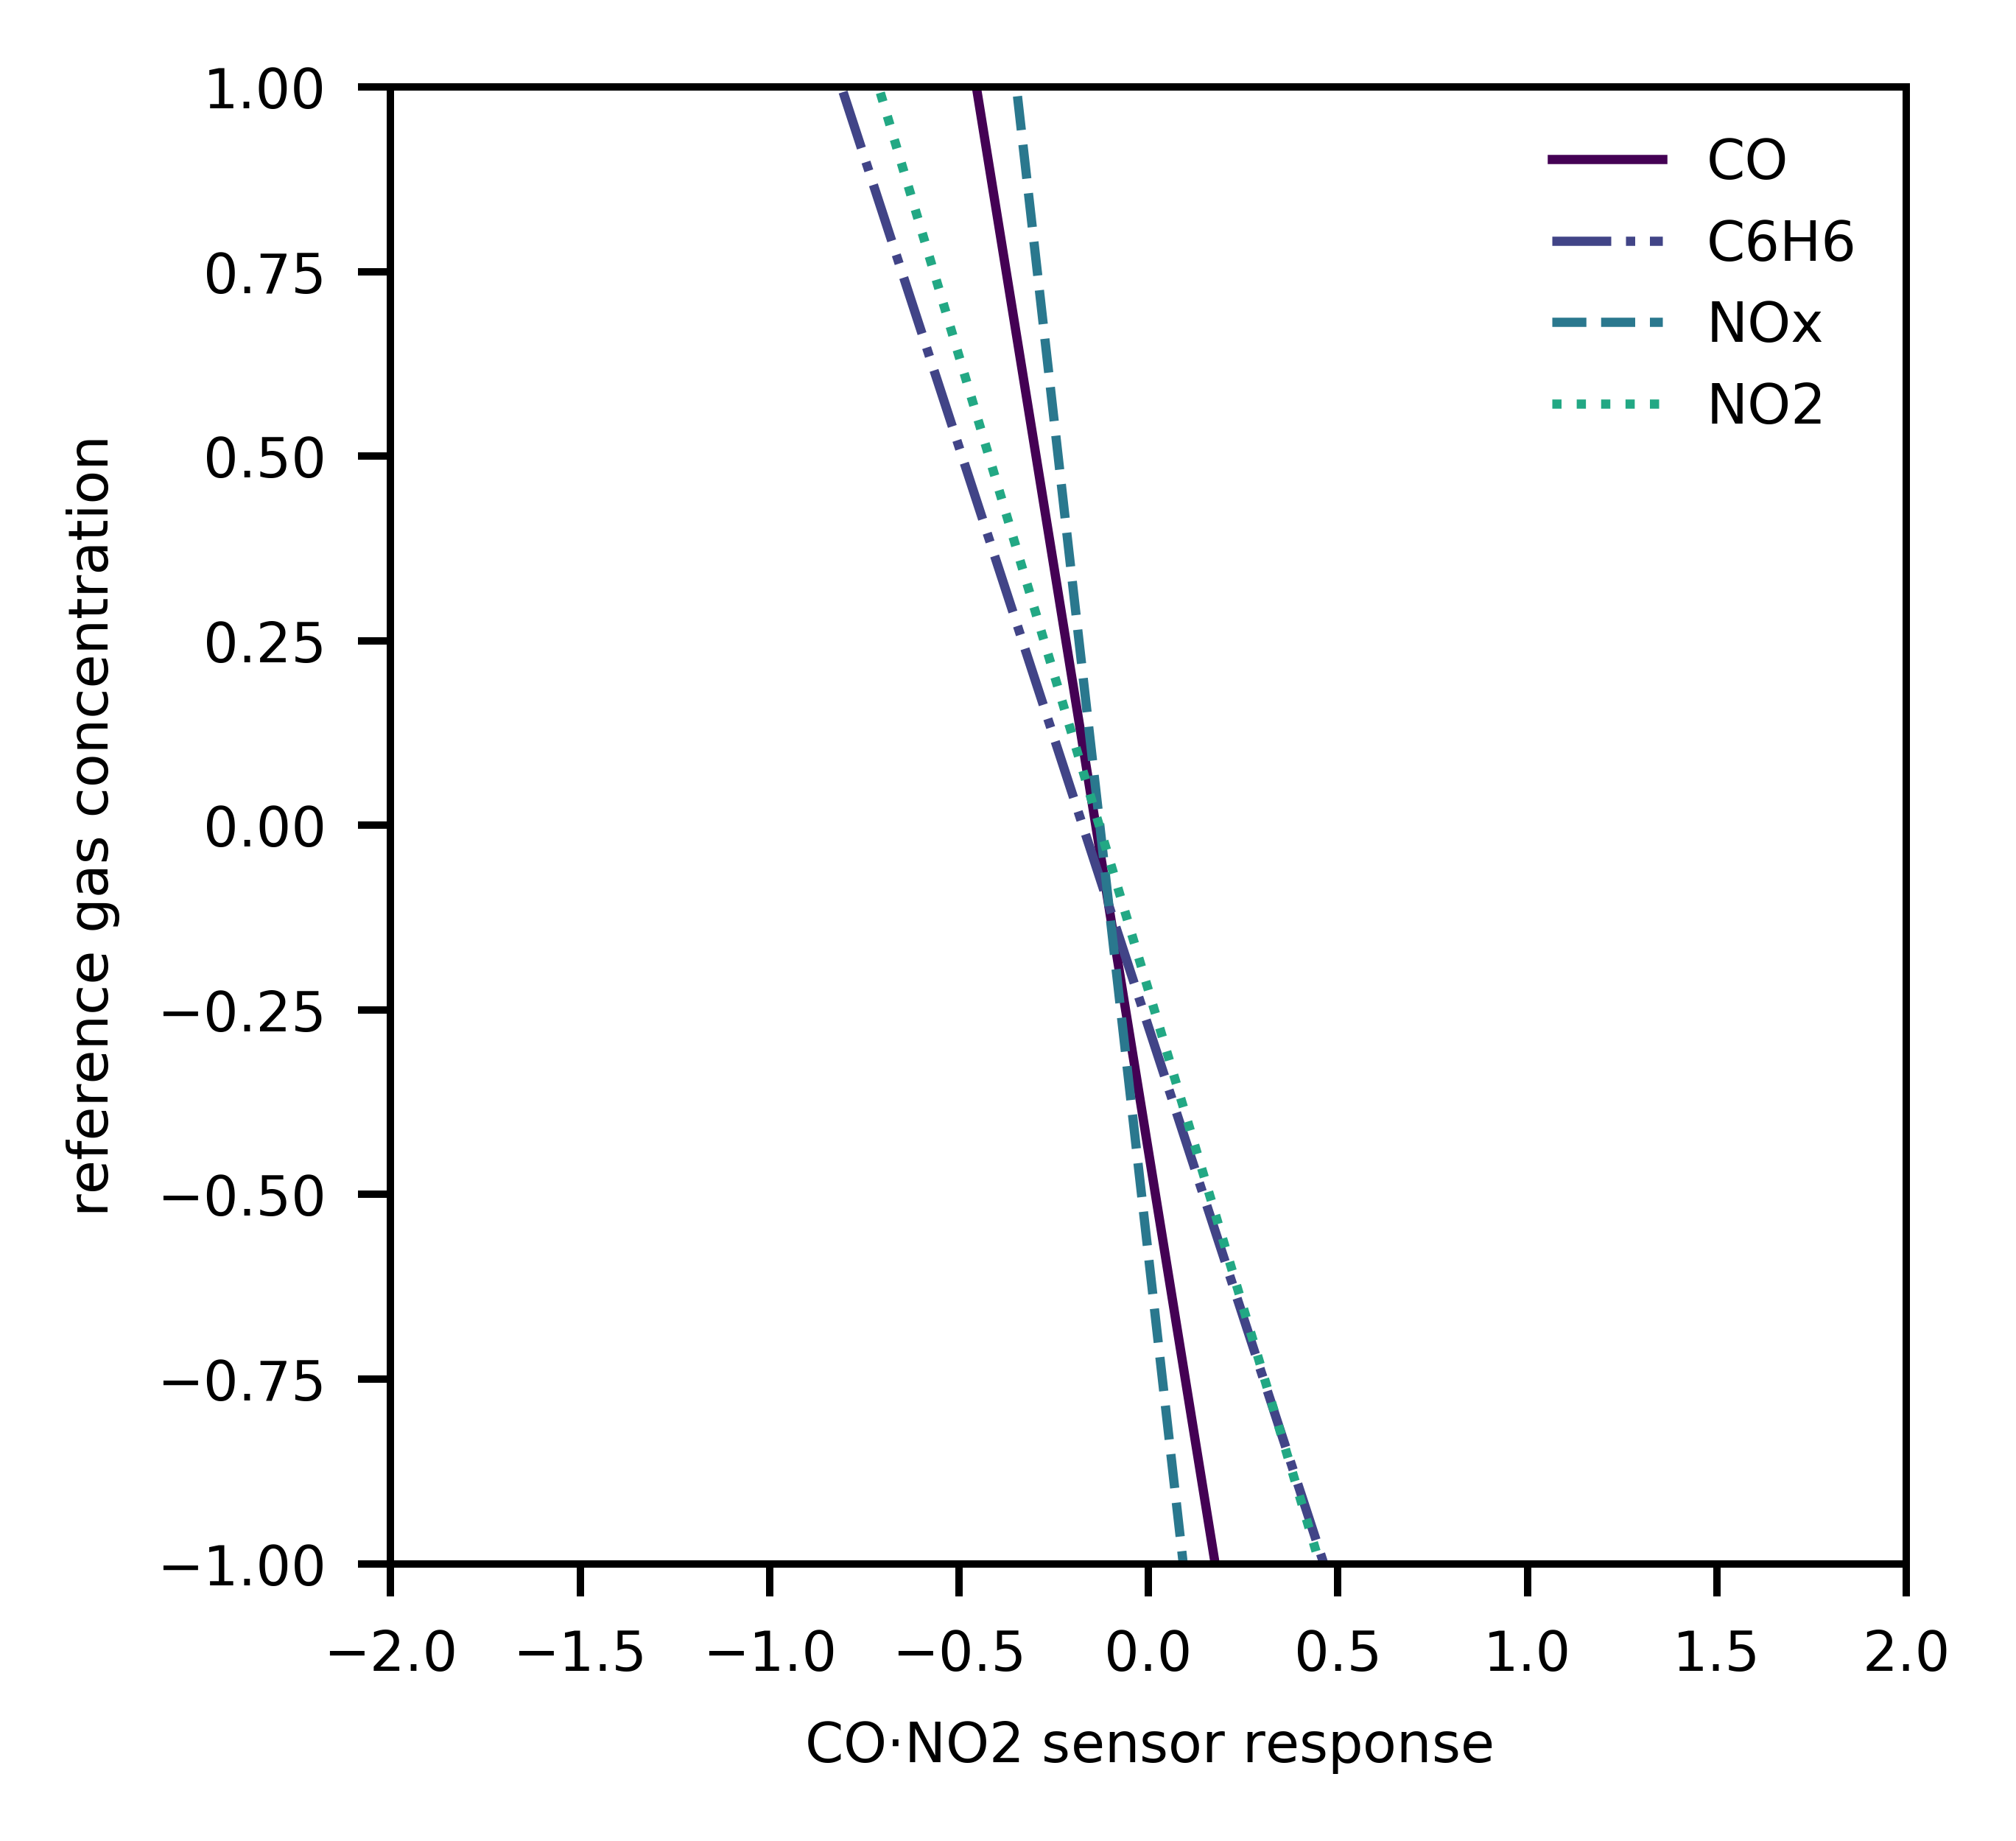 1.00
0.75
0.50
0.25
0.00
−0.25
−0.50
−0.75
−1.00
reference gas concentration
CO
C6H6
NOx
NO2
−2.0 −1.5 −1.0 −0.5 0.0 0.5 1.0 1.5 2.0
CO·NO2 sensor response